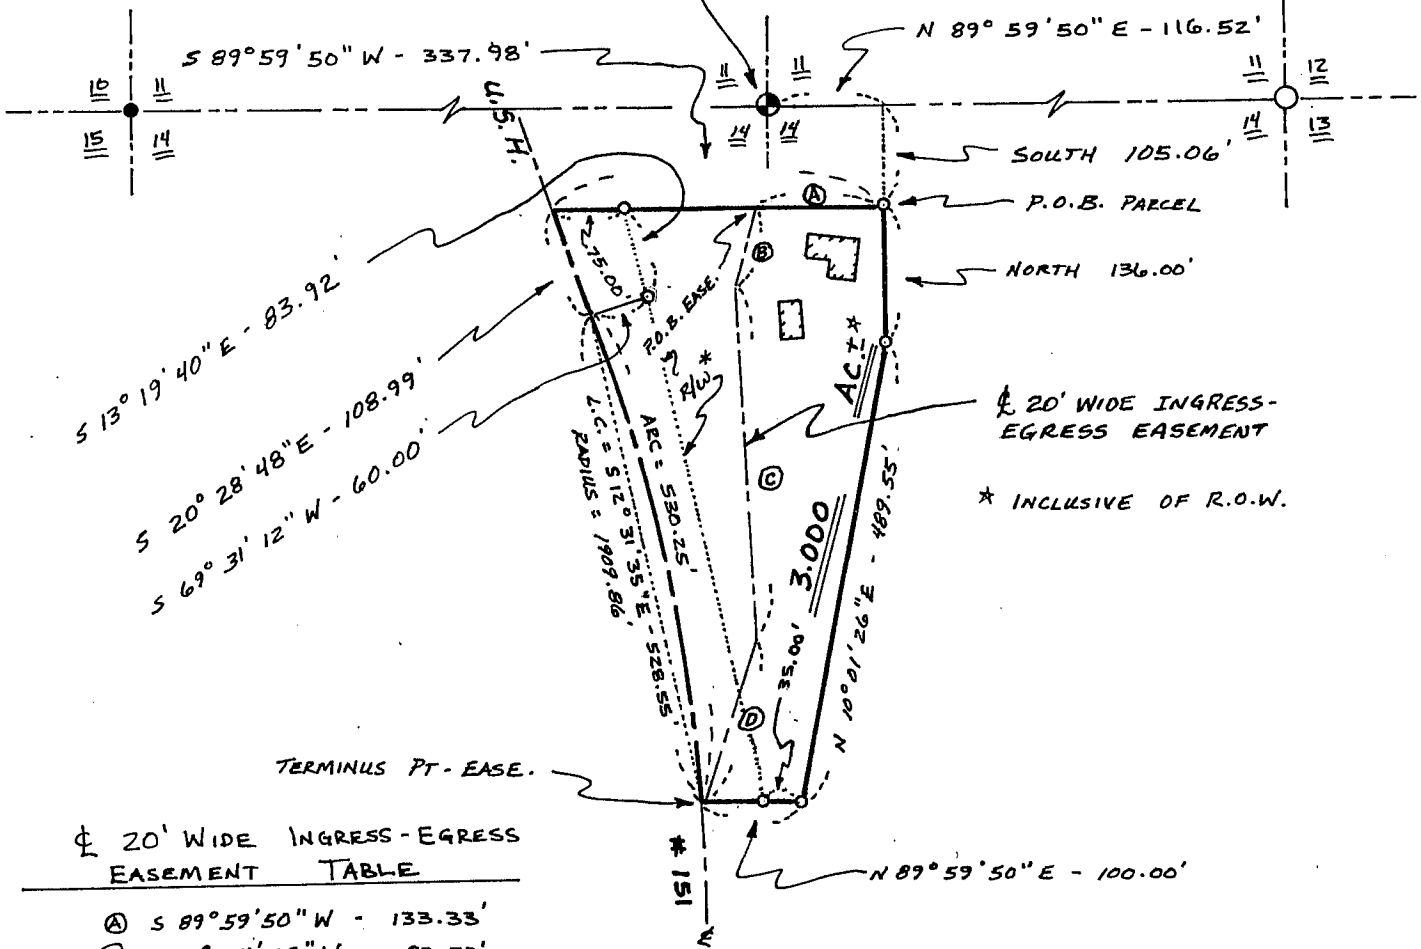 S 89°59'50" W - 337.98'
N 89° 59'50" E - 116.52'
10 11
15 14
11 11
14 14
11 12
14 13
U.S.H.
SOUTH 105.06'
P.O.B. PARCEL
NORTH 136.00'
Ⓐ
Ⓑ
75.00'
P.O.B. EASE.
R/W *
AC ±*
S 13° 19' 40" E - 83.92'
S 20° 28' 48" E - 108.99'
S 69° 31' 12" W - 60.00'
℄ 20' WIDE INGRESS-
EGRESS EASEMENT
* INCLUSIVE OF R.O.W.
ARC = 530.25'
L.C. = S 12° 31' 35" E - 528.55'
RADIUS = 1909.86'
Ⓒ
3.000
35.00'
N 10° 01' 26" E - 489.55'
Ⓓ
TERMINUS PT - EASE.
# 151
N 89° 59' 50" E - 100.00'
℄ 20' WIDE INGRESS - EGRESS
EASEMENT TABLE
Ⓐ S 89°59'50" W - 133.33'